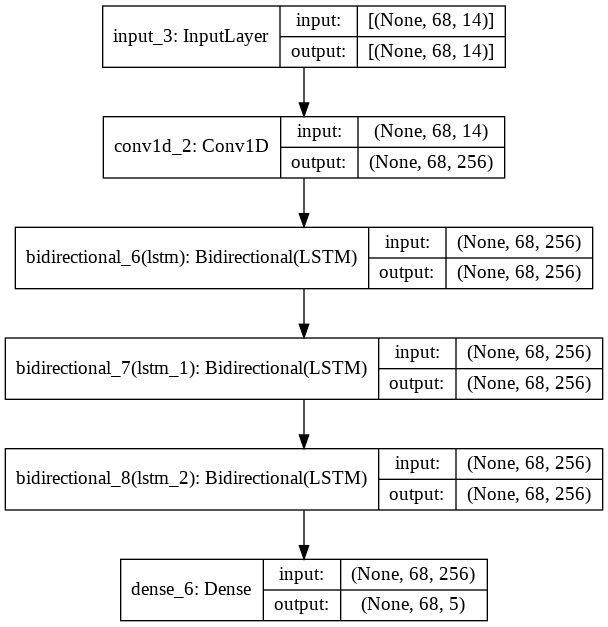 input_3: InputLayer
input: [(None, 68, 14)]
output: [(None, 68, 14)]
conv1d_2: Conv1D
input: (None, 68, 14)
output: (None, 68, 256)
bidirectional_6(lstm): Bidirectional(LSTM)
input: (None, 68, 256)
output: (None, 68, 256)
bidirectional_7(lstm_1): Bidirectional(LSTM)
input: (None, 68, 256)
output: (None, 68, 256)
bidirectional_8(lstm_2): Bidirectional(LSTM)
input: (None, 68, 256)
output: (None, 68, 256)
dense_6: Dense
input: (None, 68, 256)
output: (None, 68, 5)